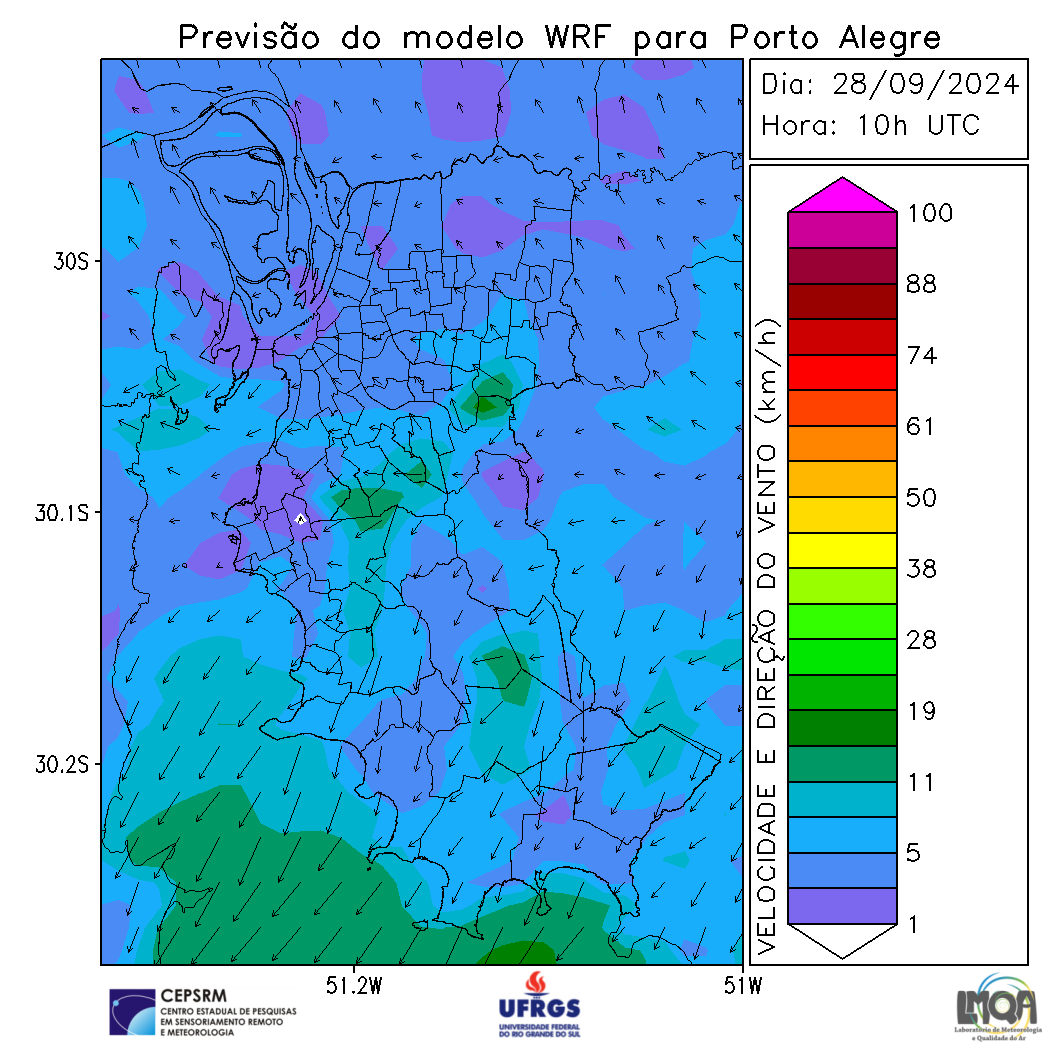 Previsão do modelo WRF para Porto Alegre
Dia: 28/09/2024
Hora: 10h UTC
30S
30.1S
30.2S
51.2W
51W
VELOCIDADE E DIREÇÃO DO VENTO (km/h)
100
88
74
61
50
38
28
19
11
5
1
CEPSRM
CENTRO ESTADUAL DE PESQUISAS
EM SENSORIAMENTO REMOTO
E METEOROLOGIA
UFRGS
UNIVERSIDADE FEDERAL
DO RIO GRANDE DO SUL
LMQA
Laboratório de Meteorologia
e Qualidade do Ar